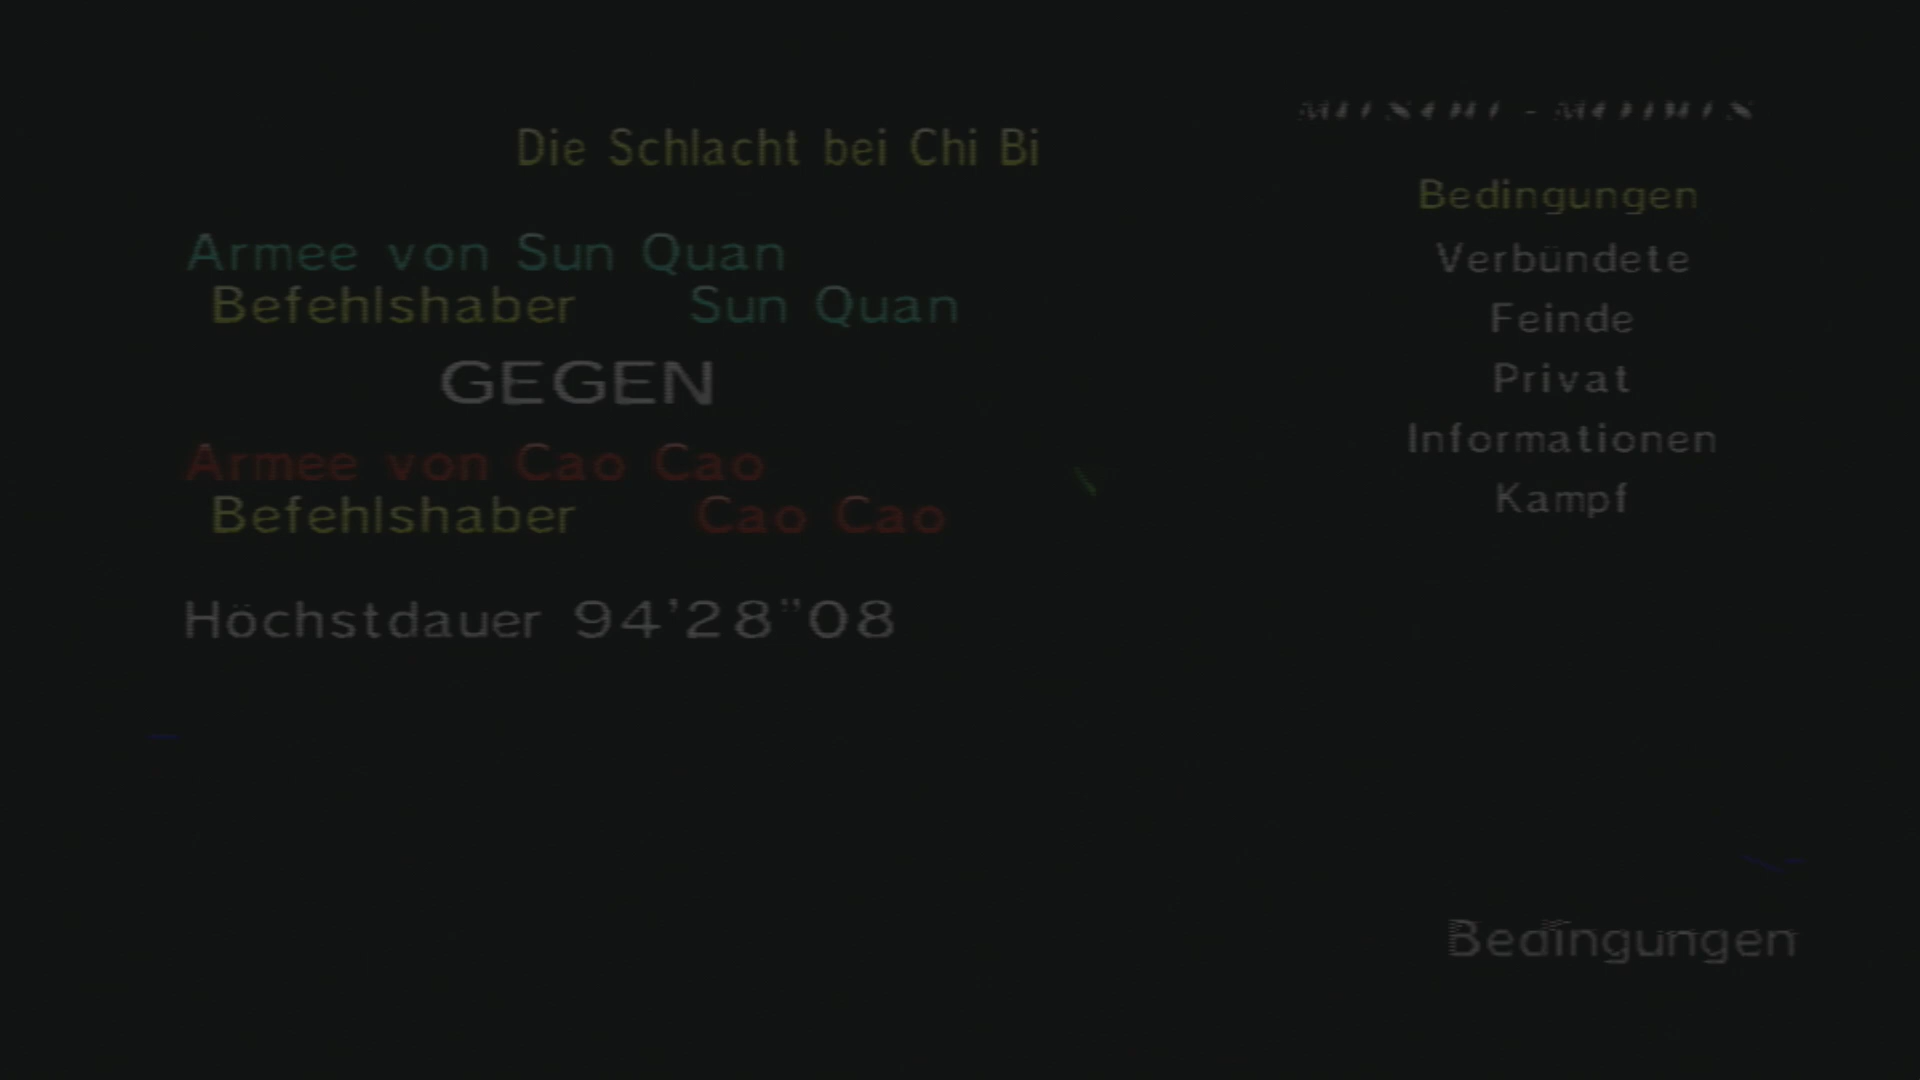 Die Schlacht bei Chi Bi
Armee von Sun Quan
Befehlshaber Sun Quan
GEGEN
Armee von Cao Cao
Befehlshaber Cao Cao
Höchstdauer 94'28"08
Bedingungen
Verbündete
Feinde
Privat
Informationen
Kampf
Bedingungen